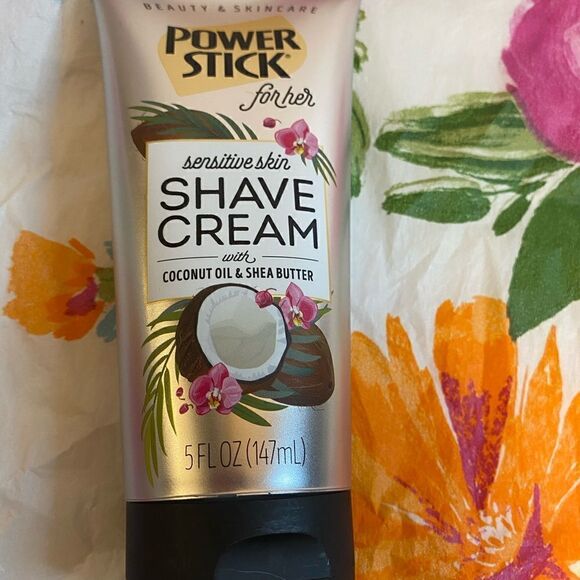 BEAUTY & SKINCARE
POWER
STICK®
for her
sensitive skin
SHAVE
CREAM
with
COCONUT OIL & SHEA BUTTER
5 FL OZ (147mL)